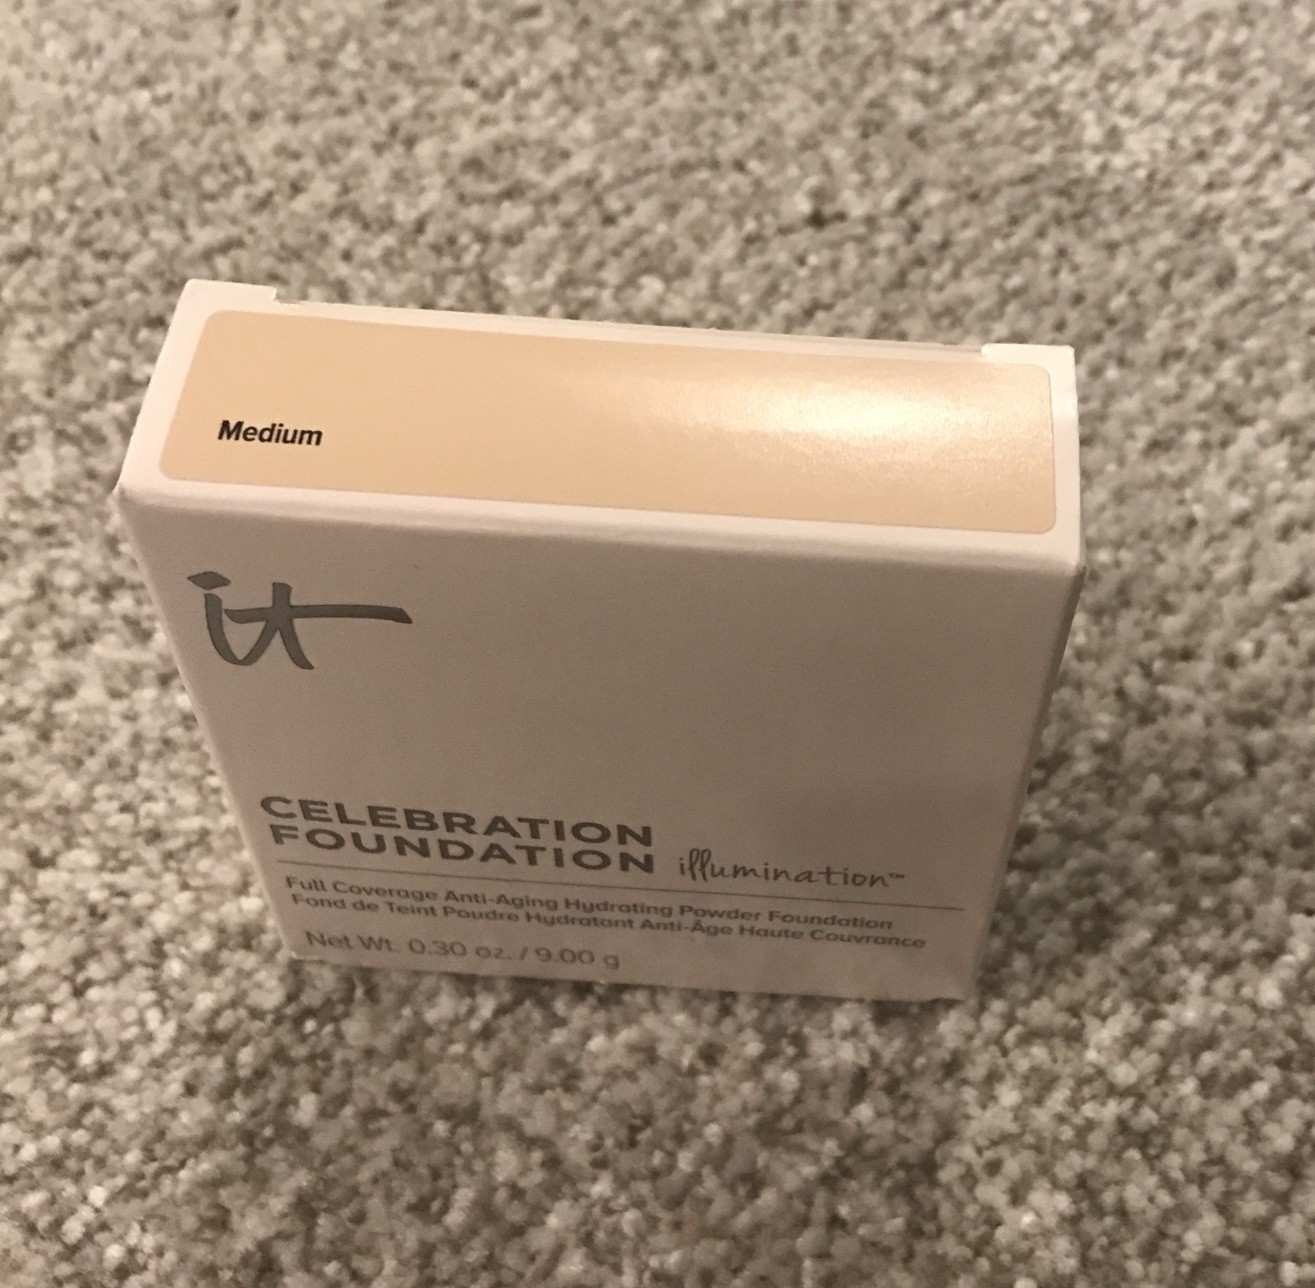 Medium
it
CELEBRATION
FOUNDATION illumination™
Full Coverage Anti-Aging Hydrating Powder Foundation
Fond de Teint Poudre Hydratant Anti-Âge Haute Couvrance
Net Wt. 0.30 oz. / 9.00 g